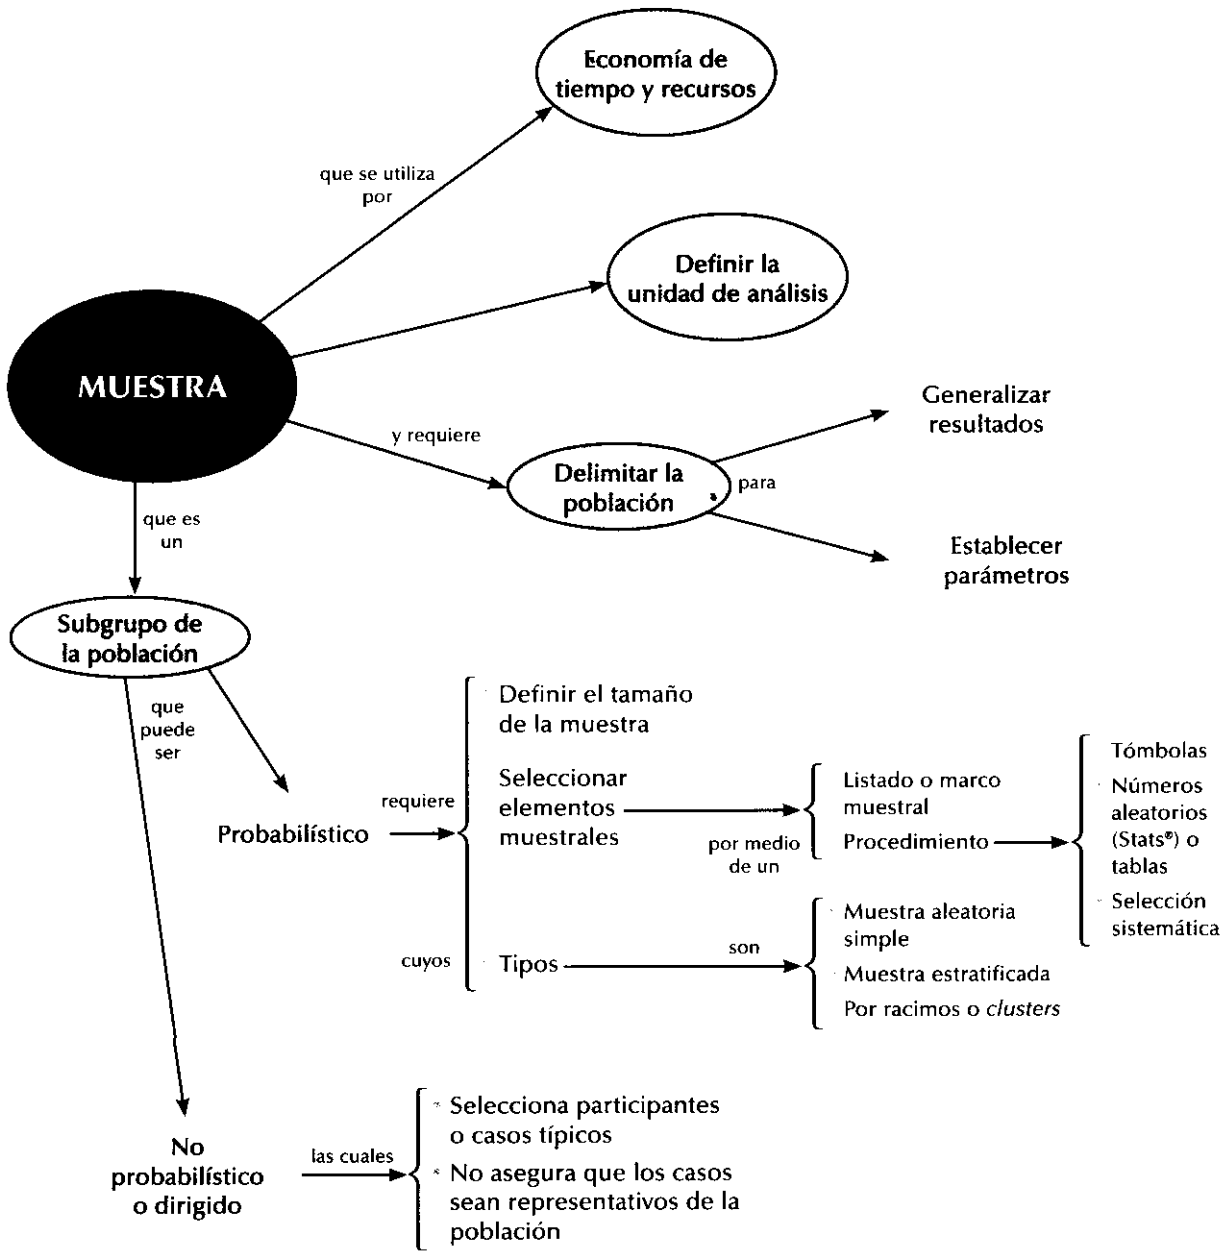 Economía de
tiempo y recursos
que se utiliza
por
Definir la
unidad de análisis
MUESTRA
y requiere
Delimitar la
población
para
Generalizar
resultados
Establecer
parámetros
que es
un
Subgrupo de
la población
que
puede
ser
Probabilístico
requiere
Definir el tamaño
de la muestra
Seleccionar
elementos
muestrales
por medio
de un
Listado o marco
muestral
Procedimiento
Tómbolas
Números
aleatorios
(Stats®) o
tablas
Selección
sistemática
cuyos
Tipos
son
Muestra aleatoria
simple
Muestra estratificada
Por racimos o clusters
No
probabilístico
o dirigido
las cuales
* Selecciona participantes
o casos típicos
* No asegura que los casos
sean representativos de la
población